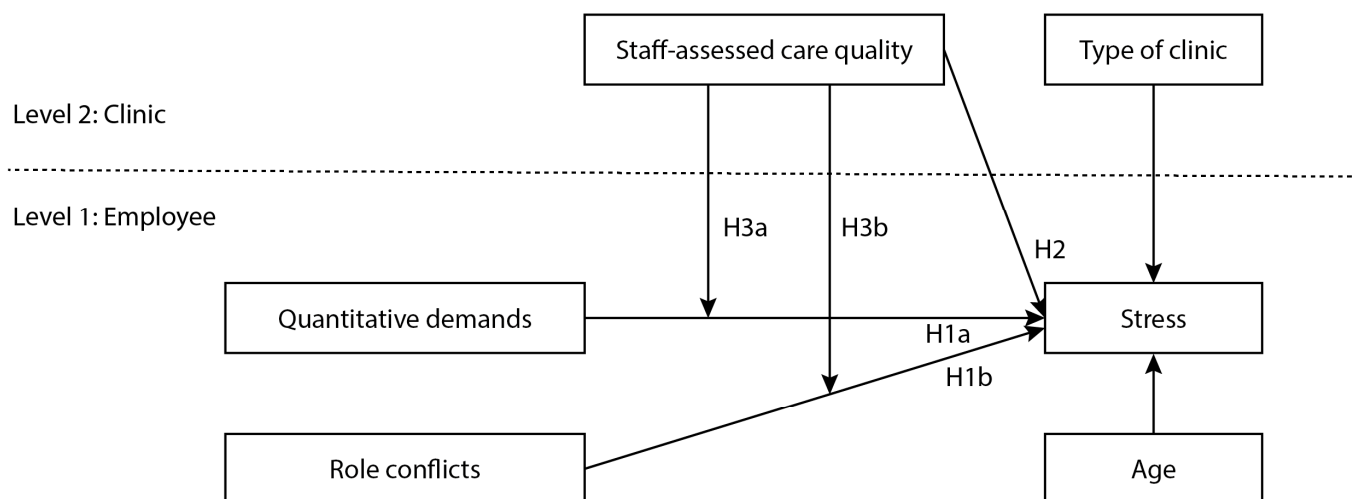 Staff-assessed care quality
Type of clinic
Level 2: Clinic
Level 1: Employee
H3a
H3b
H2
Quantitative demands
Stress
H1a
H1b
Role conflicts
Age